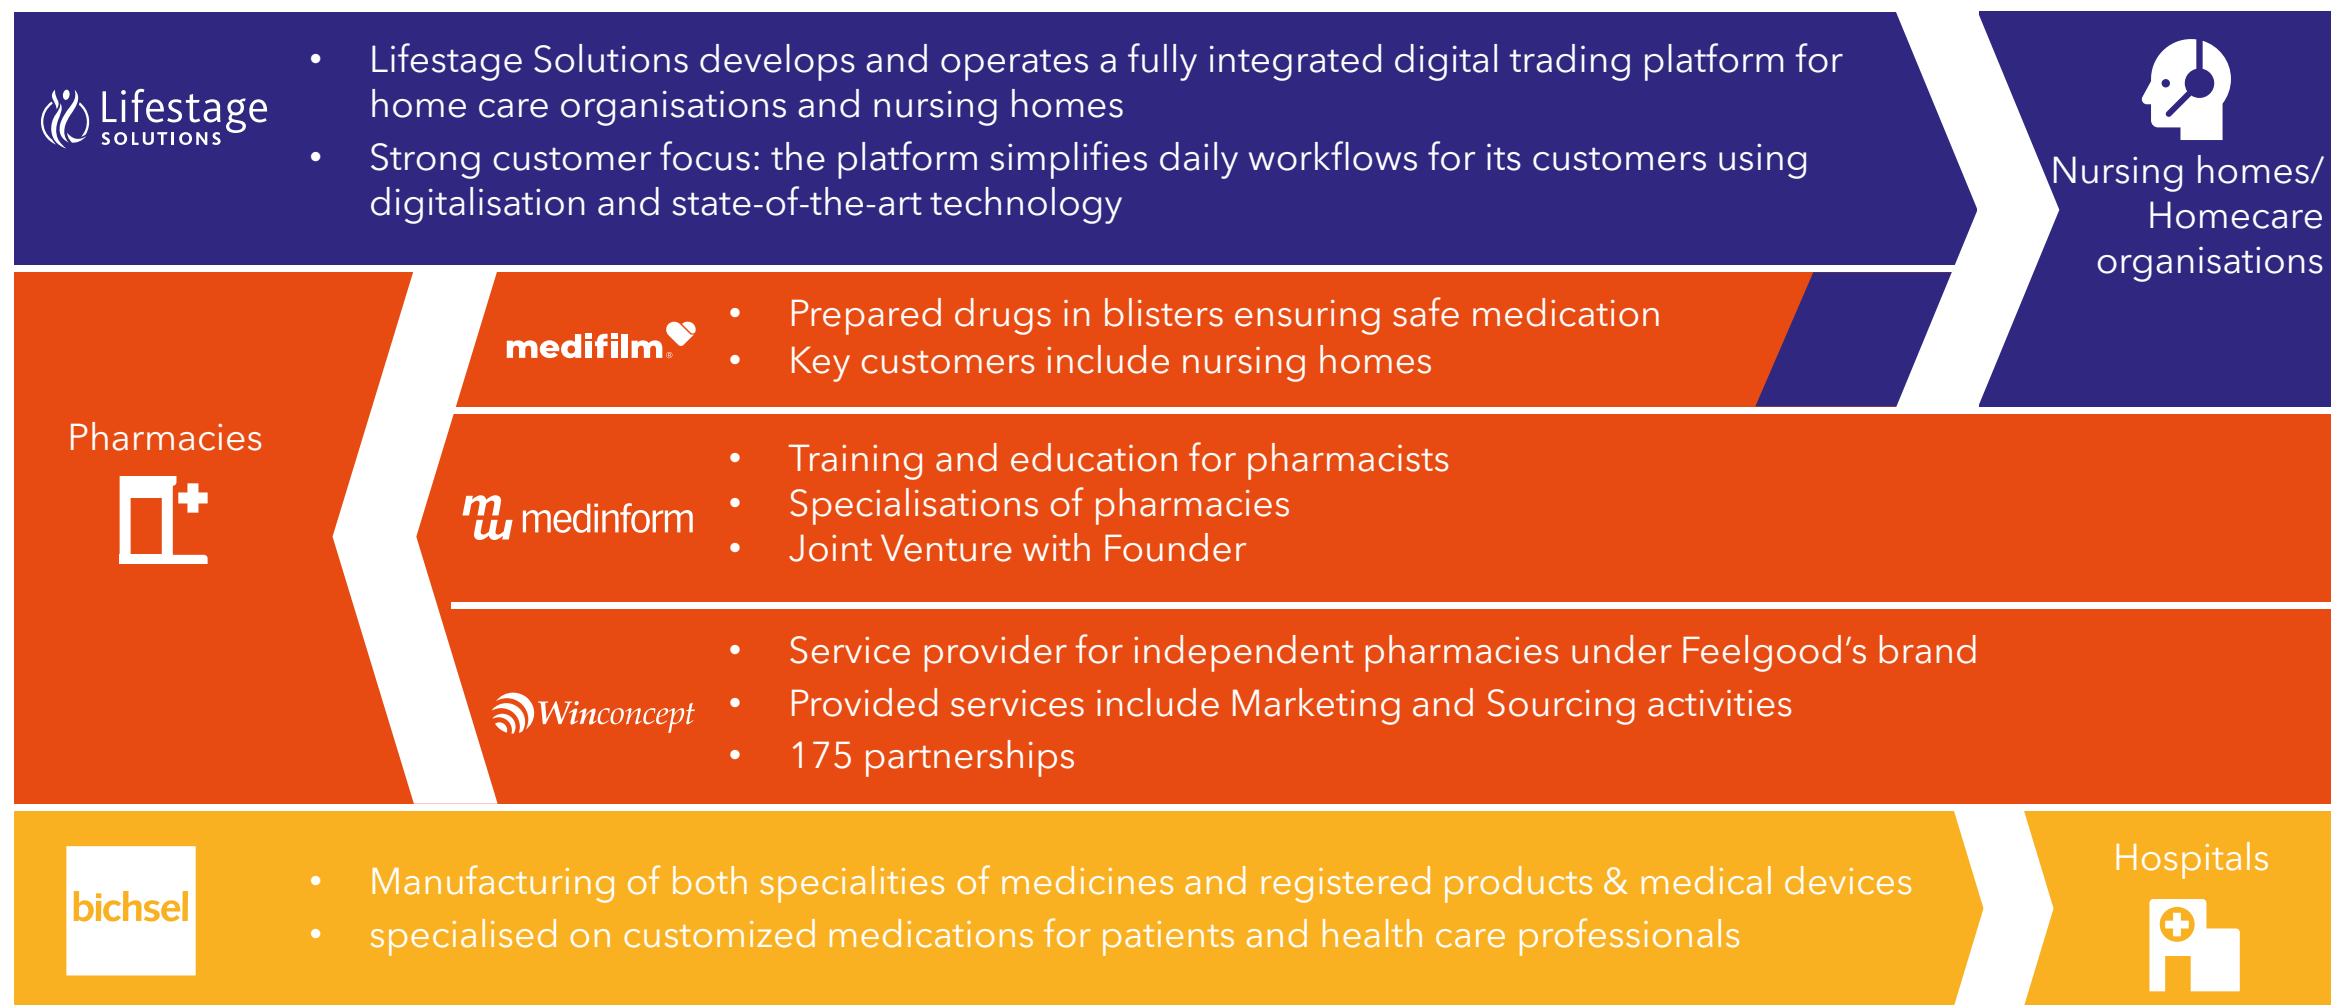 Lifestage
SOLUTIONS
• Lifestage Solutions develops and operates a fully integrated digital trading platform for
home care organisations and nursing homes
• Strong customer focus: the platform simplifies daily workflows for its customers using
digitalisation and state-of-the-art technology
Nursing homes/
Homecare
organisations
Pharmacies
medifilm®
• Prepared drugs in blisters ensuring safe medication
• Key customers include nursing homes
medinform
• Training and education for pharmacists
• Specialisations of pharmacies
• Joint Venture with Founder
Winconcept
• Service provider for independent pharmacies under Feelgood’s brand
• Provided services include Marketing and Sourcing activities
• 175 partnerships
bichsel
• Manufacturing of both specialities of medicines and registered products & medical devices
• specialised on customized medications for patients and health care professionals
Hospitals